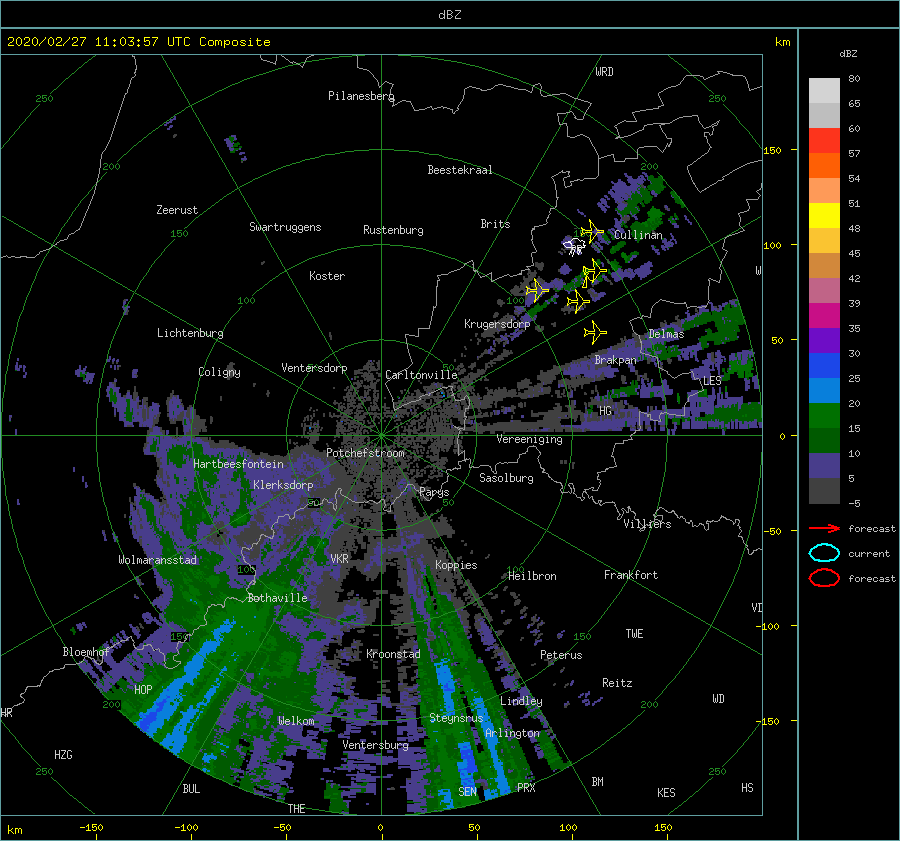 dBZ
2020/02/27 11:03:57 UTC Composite
km
dBZ
80
65
60
57
54
51
48
45
42
39
35
30
25
20
15
10
5
-5
forecast
current
forecast
WRD
250
Pilanesberg
250
150
200
Beestekraal
200
Zeerust
Swartruggens
Rustenburg
Brits
150
Cullinan
100
Koster
100
100
Lichtenburg
Krugersdorp
Delmas
50
Ventersdorp
Brakpan
Coligny
Carltonville
50
LES
HG
Vereeniging
0
Potchefstroom
Hartbeesfontein
Klerksdorp
Sasolburg
Parys
50
50
Villiers
-50
Wolmaransstad
VKR
Koppies
100
100
Heilbron
Frankfort
Bothaville
VD
-100
150
150
TWE
Bloemhof
Kroonstad
Peterus
HOP
Reitz
WD
HR
200
Lindley
200
Welkom
Steynsrus
-150
Arlington
Ventersburg
HZG
250
250
BUL
SEN
PRX
BM
KES
HS
THE
km
-150
-100
-50
0
50
100
150